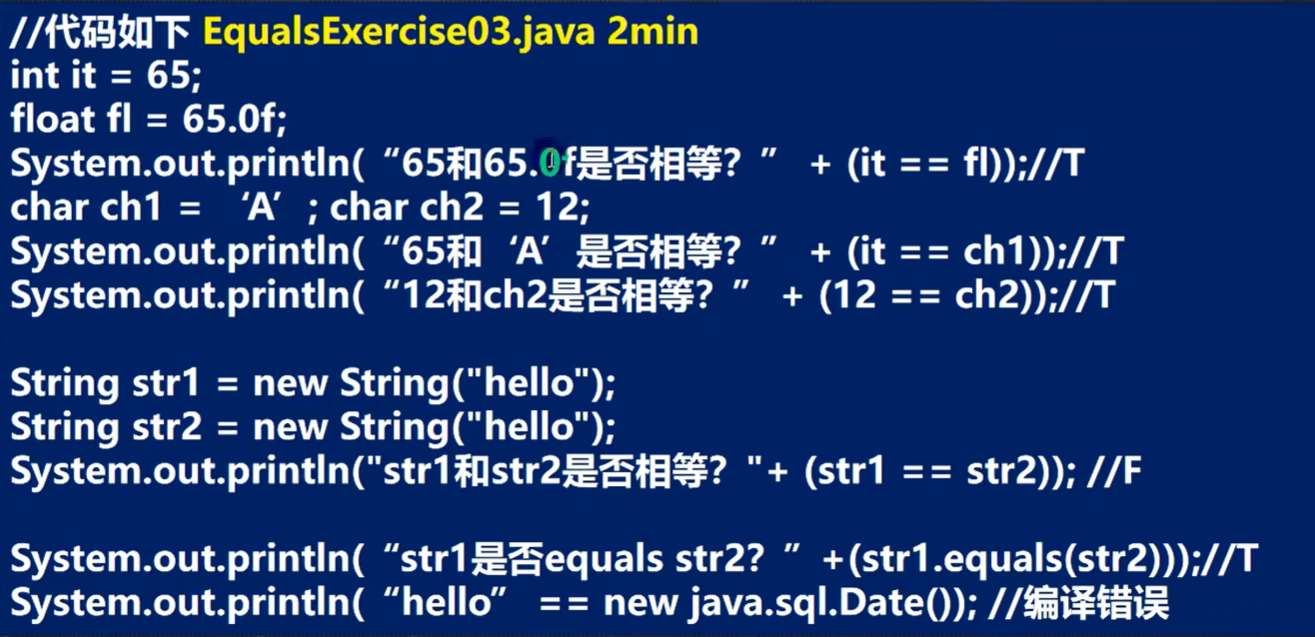 //代码如下 EqualsExercise03.java 2min
int it = 65;
float fl = 65.0f;
System.out.println(“65和65.0f是否相等？” + (it == fl));//T
char ch1 = ‘A’; char ch2 = 12;
System.out.println(“65和‘A’是否相等？” + (it == ch1));//T
System.out.println(“12和ch2是否相等？” + (12 == ch2));//T
String str1 = new String("hello");
String str2 = new String("hello");
System.out.println("str1和str2是否相等？"+ (str1 == str2)); //F
System.out.println(“str1是否equals str2？”+(str1.equals(str2)));//T
System.out.println(“hello” == new java.sql.Date()); //编译错误